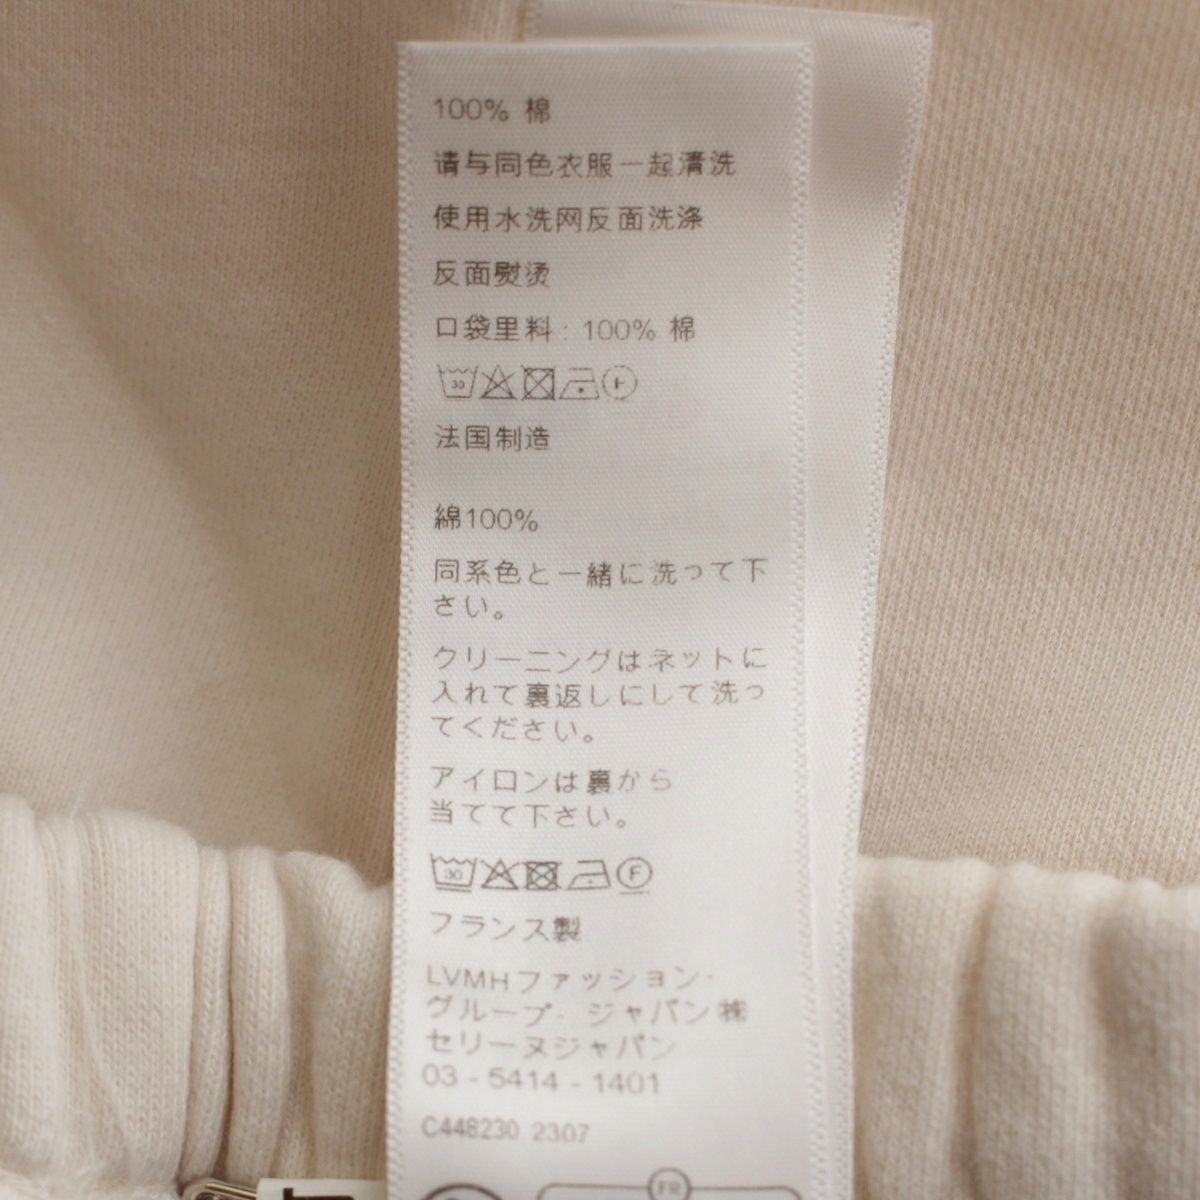 100% 棉
请与同色衣服一起清洗
使用水洗网反面洗涤
反面熨烫
口袋里料: 100% 棉
30 F
法国制造
綿100%
同系色と一緒に洗って下
さい。
クリーニングはネットに
入れて裏返しにして洗っ
てください。
アイロンは裏から
当てて下さい。
30 F
フランス製
LVMHファッション·
グループ·ジャパン㈱
セリーヌジャパン
03-5414-1401
C448230 2307
FR